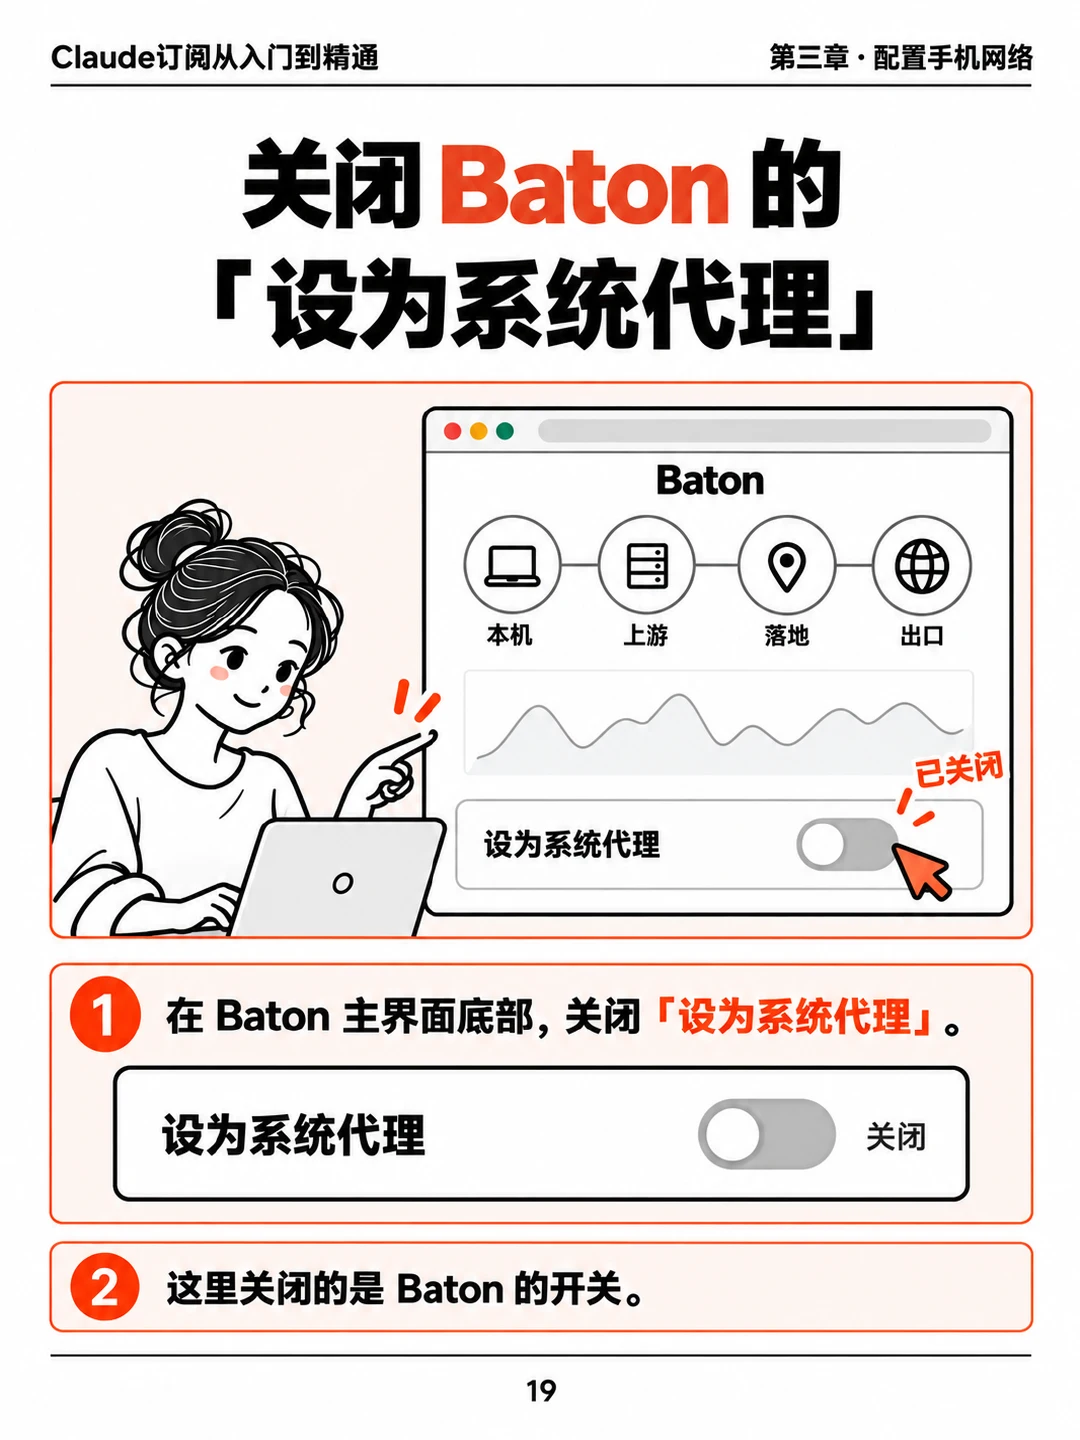 Claude订阅从入门到精通
第三章·配置手机网络
关闭 Baton 的
「设为系统代理」
Baton
本机
上游
落地
出口
已关闭
设为系统代理
1 在 Baton 主界面底部，关闭「设为系统代理」。
设为系统代理
关闭
2 这里关闭的是 Baton 的开关。
19